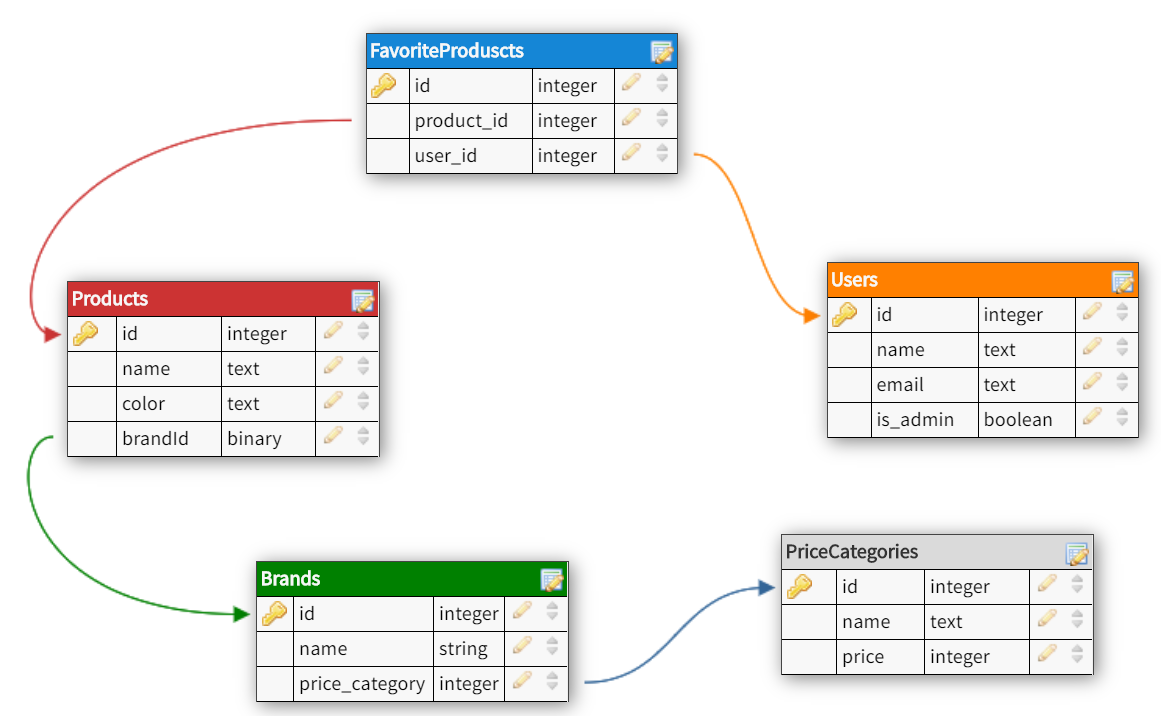 FavoriteProduscts
id integer
product_id integer
user_id integer
Products
id integer
name text
color text
brandId binary
Users
id integer
name text
email text
is_admin boolean
Brands
id integer
name string
price_category integer
PriceCategories
id integer
name text
price integer